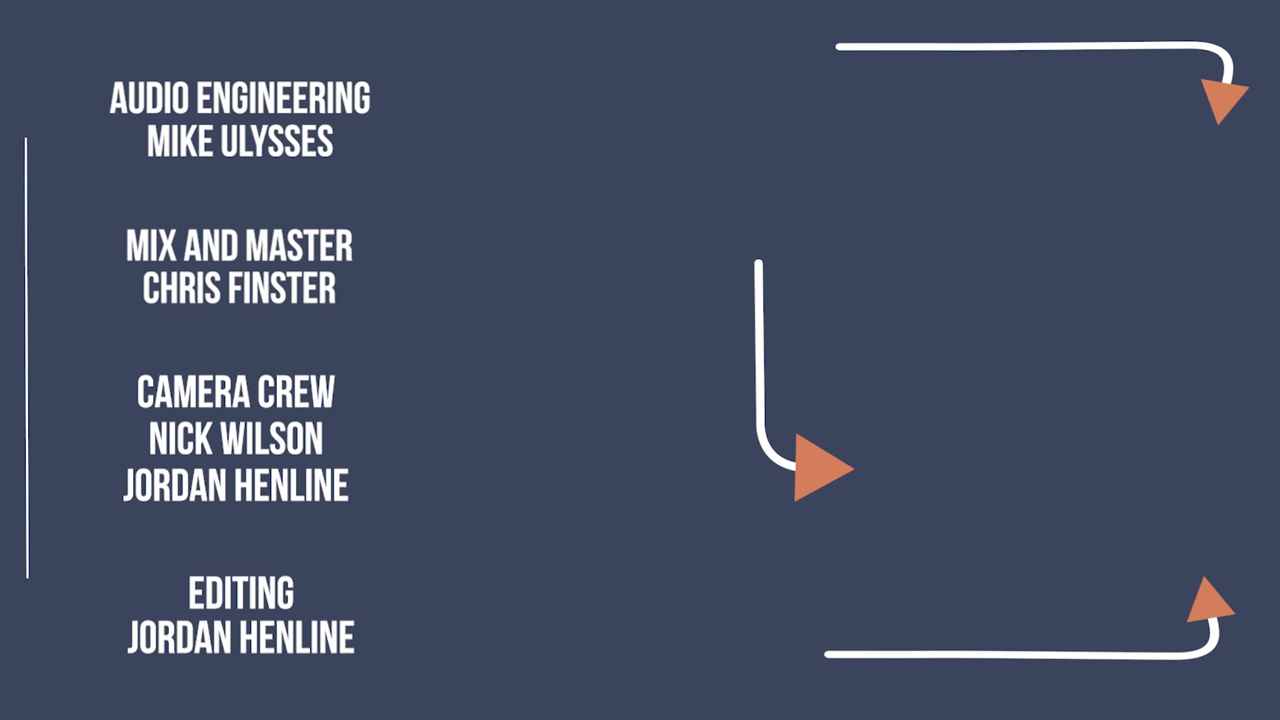 AUDIO ENGINEERING
MIKE ULYSSES
MIX AND MASTER
CHRIS FINSTER
CAMERA CREW
NICK WILSON
JORDAN HENLINE
EDITING
JORDAN HENLINE